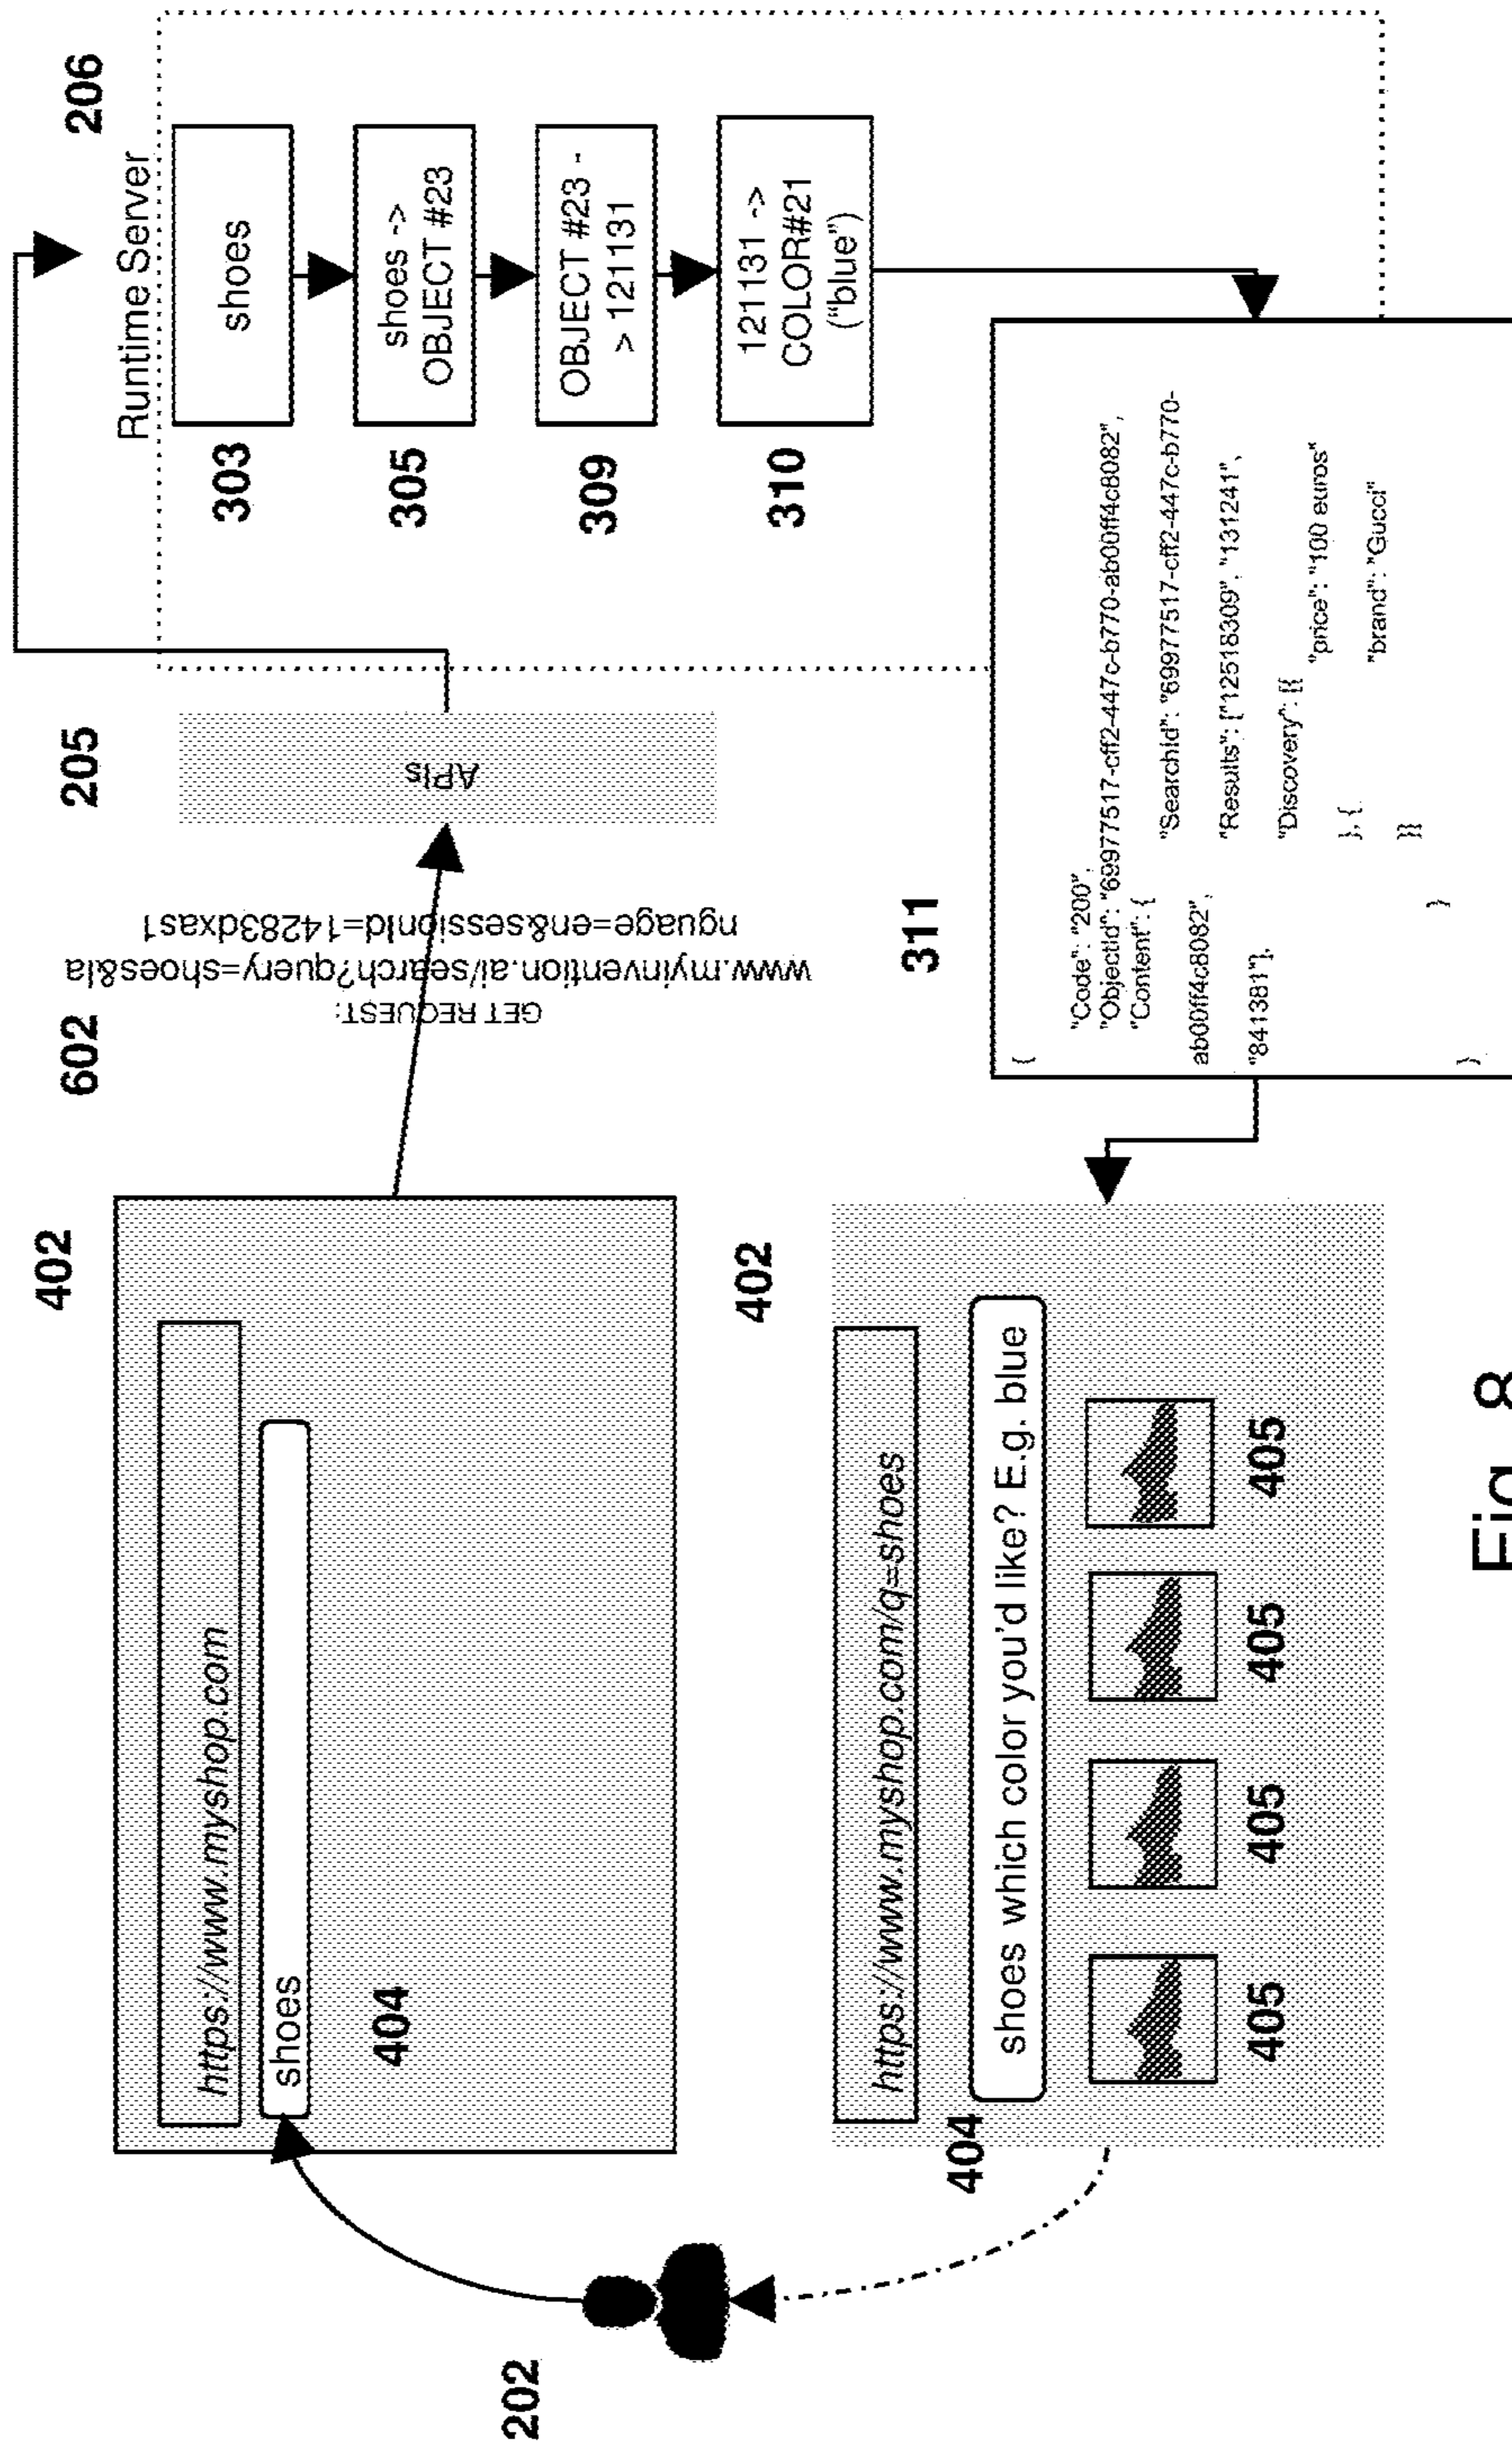 402
https://www.myshop.com
shoes
404
202
602
GET REQUEST:
www.myinvention.ai/search?query=shoes&la
nguage=en&sessionId=14283dxas1
205
APIs
206
Runtime Server
303
shoes
305
shoes ->
OBJECT #23
309
OBJECT #23 -
> 121131
310
121131 ->
COLOR#21
("blue")
402
https://www.myshop.com/q=shoes
404
shoes which color you'd like? E.g. blue
405
405
405
405
311
{
"Code": "200",
"ObjectId": "69977517-cff2-447c-b770-ab00ff4c8082",
"Content": {
"SearchId": "69977517-cff2-447c-b770-
ab00ff4c8082",
"Results": ["12518309", "131241",
"841381"],
"Discovery": [{
"price": "100 euros"
}, {
"brand": "Gucci"
}]
}
}
Fig. 8